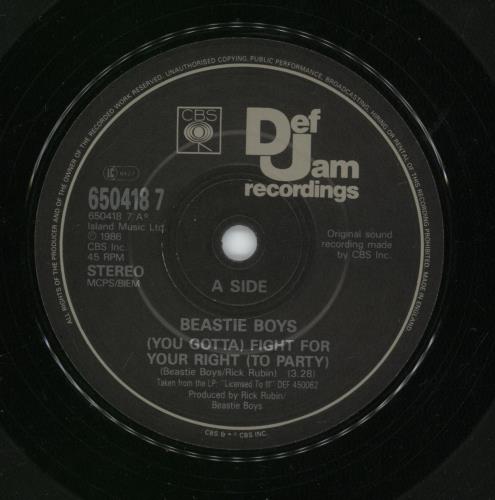 ALL RIGHTS OF THE PRODUCER AND OF THE OWNER OF THE RECORDED WORK RESERVED. UNAUTHORISED COPYING, PUBLIC PERFORMANCE, BROADCASTING, HIRING OR RENTAL OF THIS RECORDING PROHIBITED. MADE IN ENGLAND
CBS
Def
Jam
recordings
LC
650418 7
650418 7 Aº
Island Music Ltd.
℗ 1986
CBS Inc.
45 RPM
STEREO
MCPS/BIEM
Original sound
recording made
by CBS Inc.
A SIDE
BEASTIE BOYS
(YOU GOTTA) FIGHT FOR
YOUR RIGHT (TO PARTY)
(Beastie Boys/Rick Rubin) (3.28)
Taken from the LP: "Licensed To Ill" DEF 450062
Produced by Rick Rubin/
Beastie Boys
CBS & ® CBS INC.